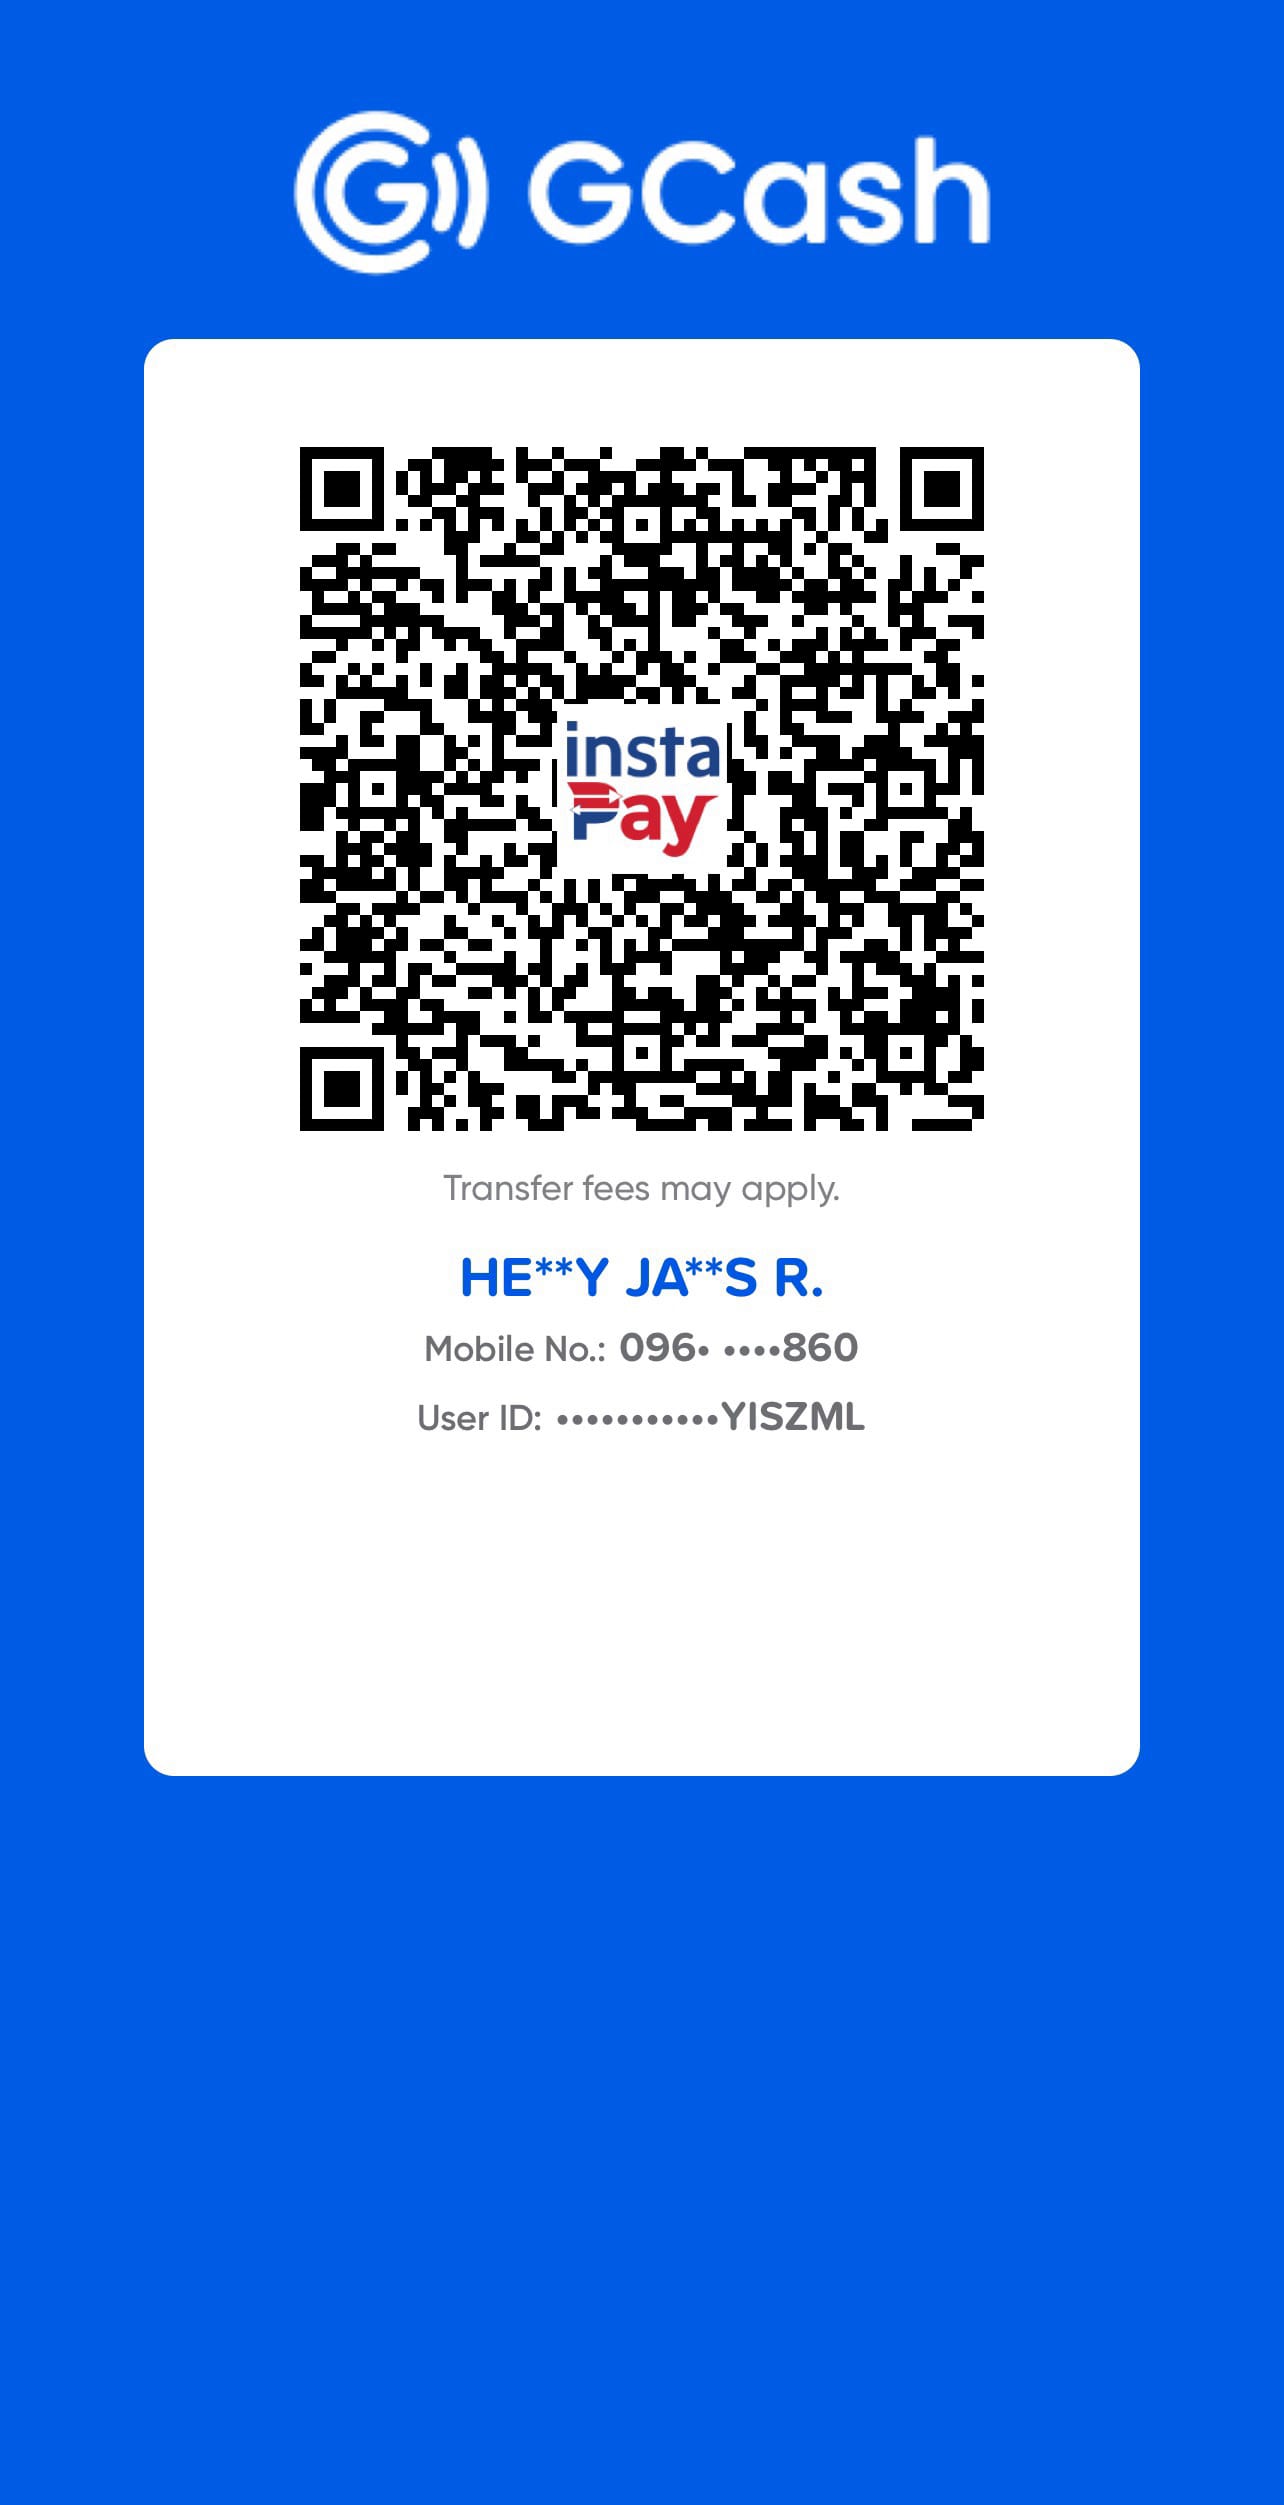 GCash
insta
Pay
Transfer fees may apply.
HE**Y JA**S R.
Mobile No.: 096• ••••860
User ID: •••••••••••YISZML